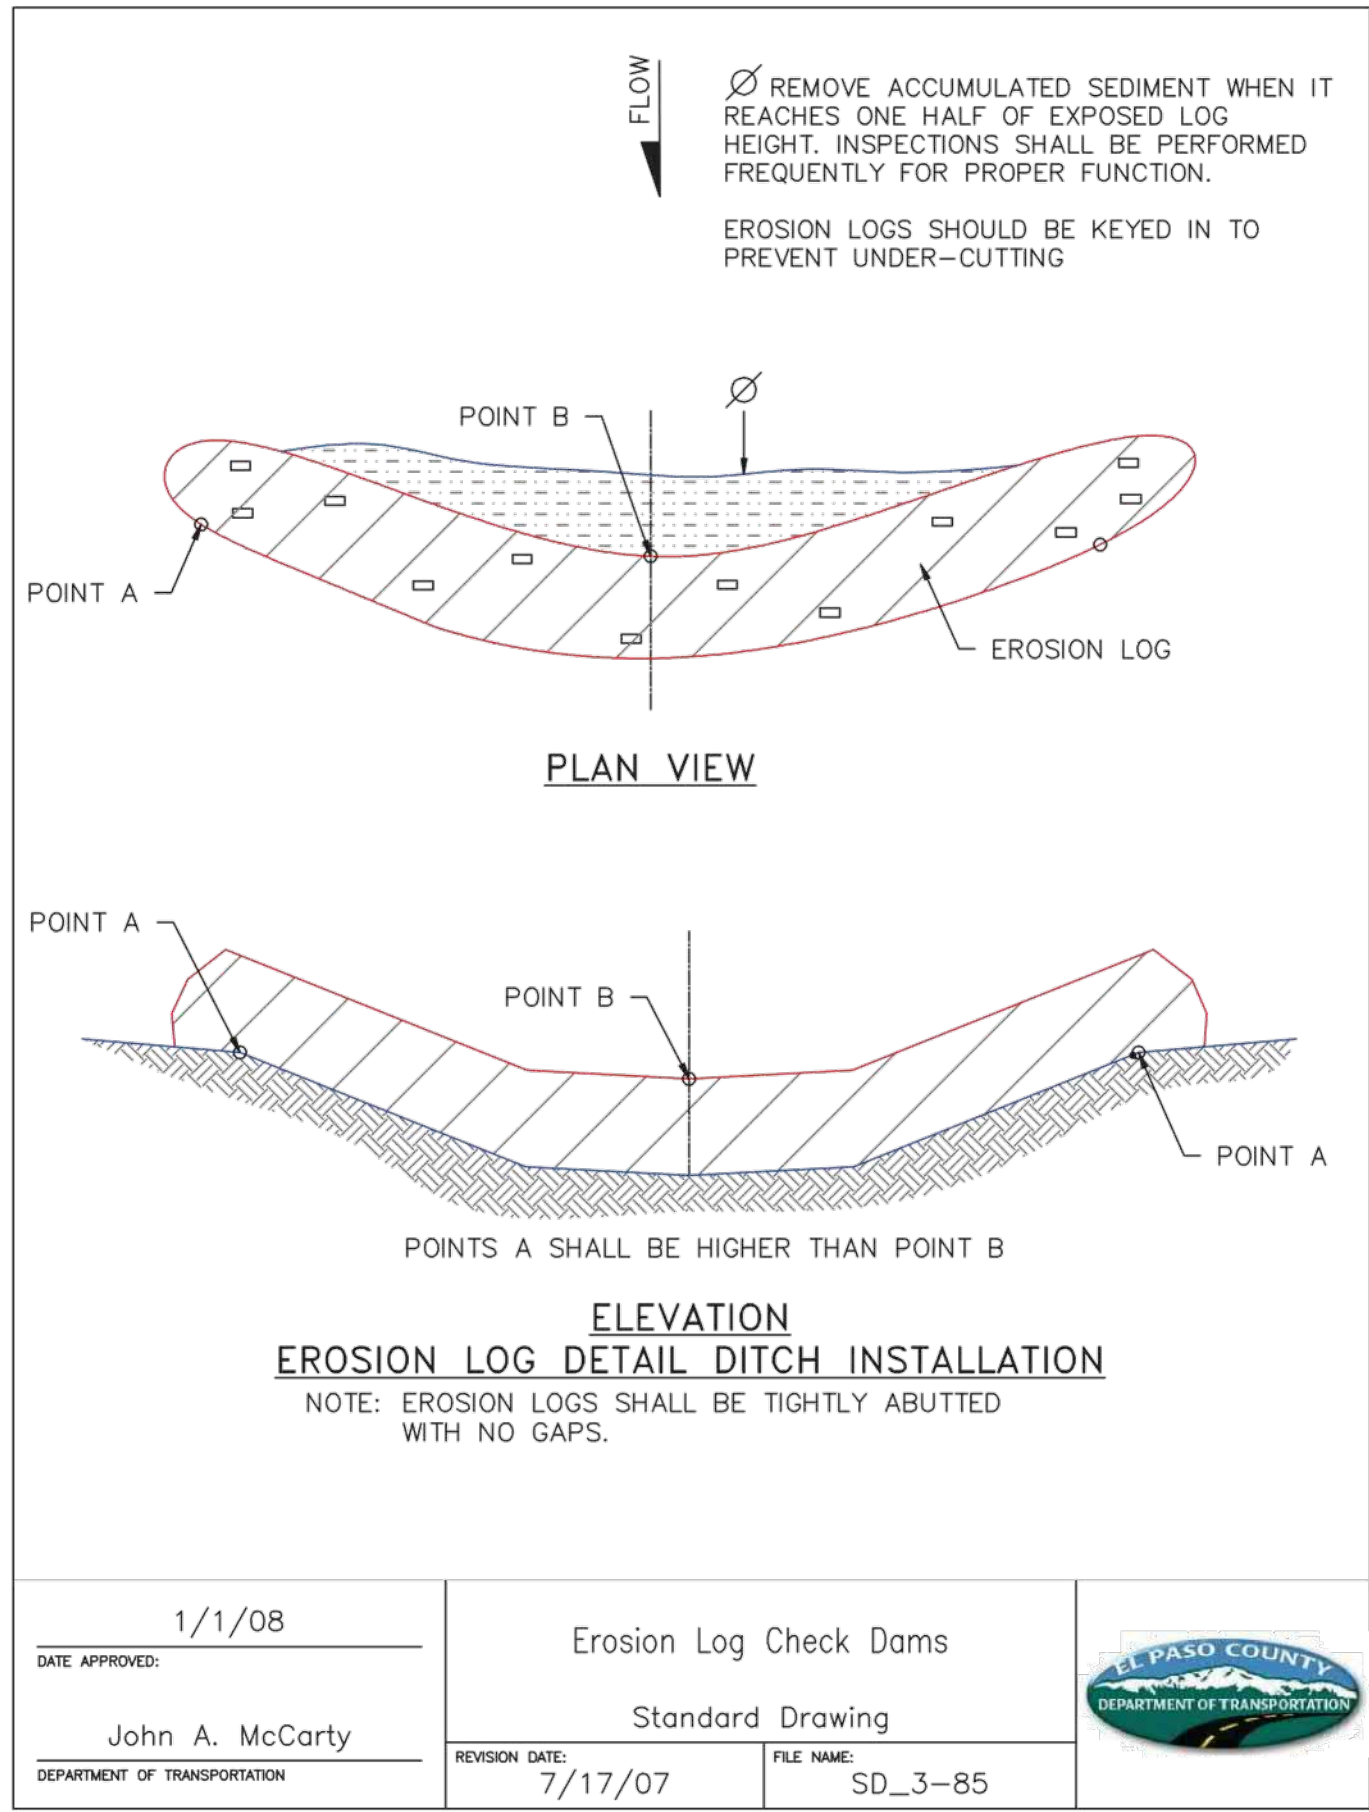 FLOW
Ø REMOVE ACCUMULATED SEDIMENT WHEN IT
REACHES ONE HALF OF EXPOSED LOG
HEIGHT. INSPECTIONS SHALL BE PERFORMED
FREQUENTLY FOR PROPER FUNCTION.
EROSION LOGS SHOULD BE KEYED IN TO
PREVENT UNDER-CUTTING
Ø
POINT B
POINT A
EROSION LOG
PLAN VIEW
POINT A
POINT B
POINT A
POINTS A SHALL BE HIGHER THAN POINT B
ELEVATION
EROSION LOG DETAIL DITCH INSTALLATION
NOTE: EROSION LOGS SHALL BE TIGHTLY ABUTTED
WITH NO GAPS.
1/1/08
DATE APPROVED:
John A. McCarty
DEPARTMENT OF TRANSPORTATION
Erosion Log Check Dams
Standard Drawing
REVISION DATE:
7/17/07
FILE NAME:
SD_3-85
EL PASO COUNTY
DEPARTMENT OF TRANSPORTATION